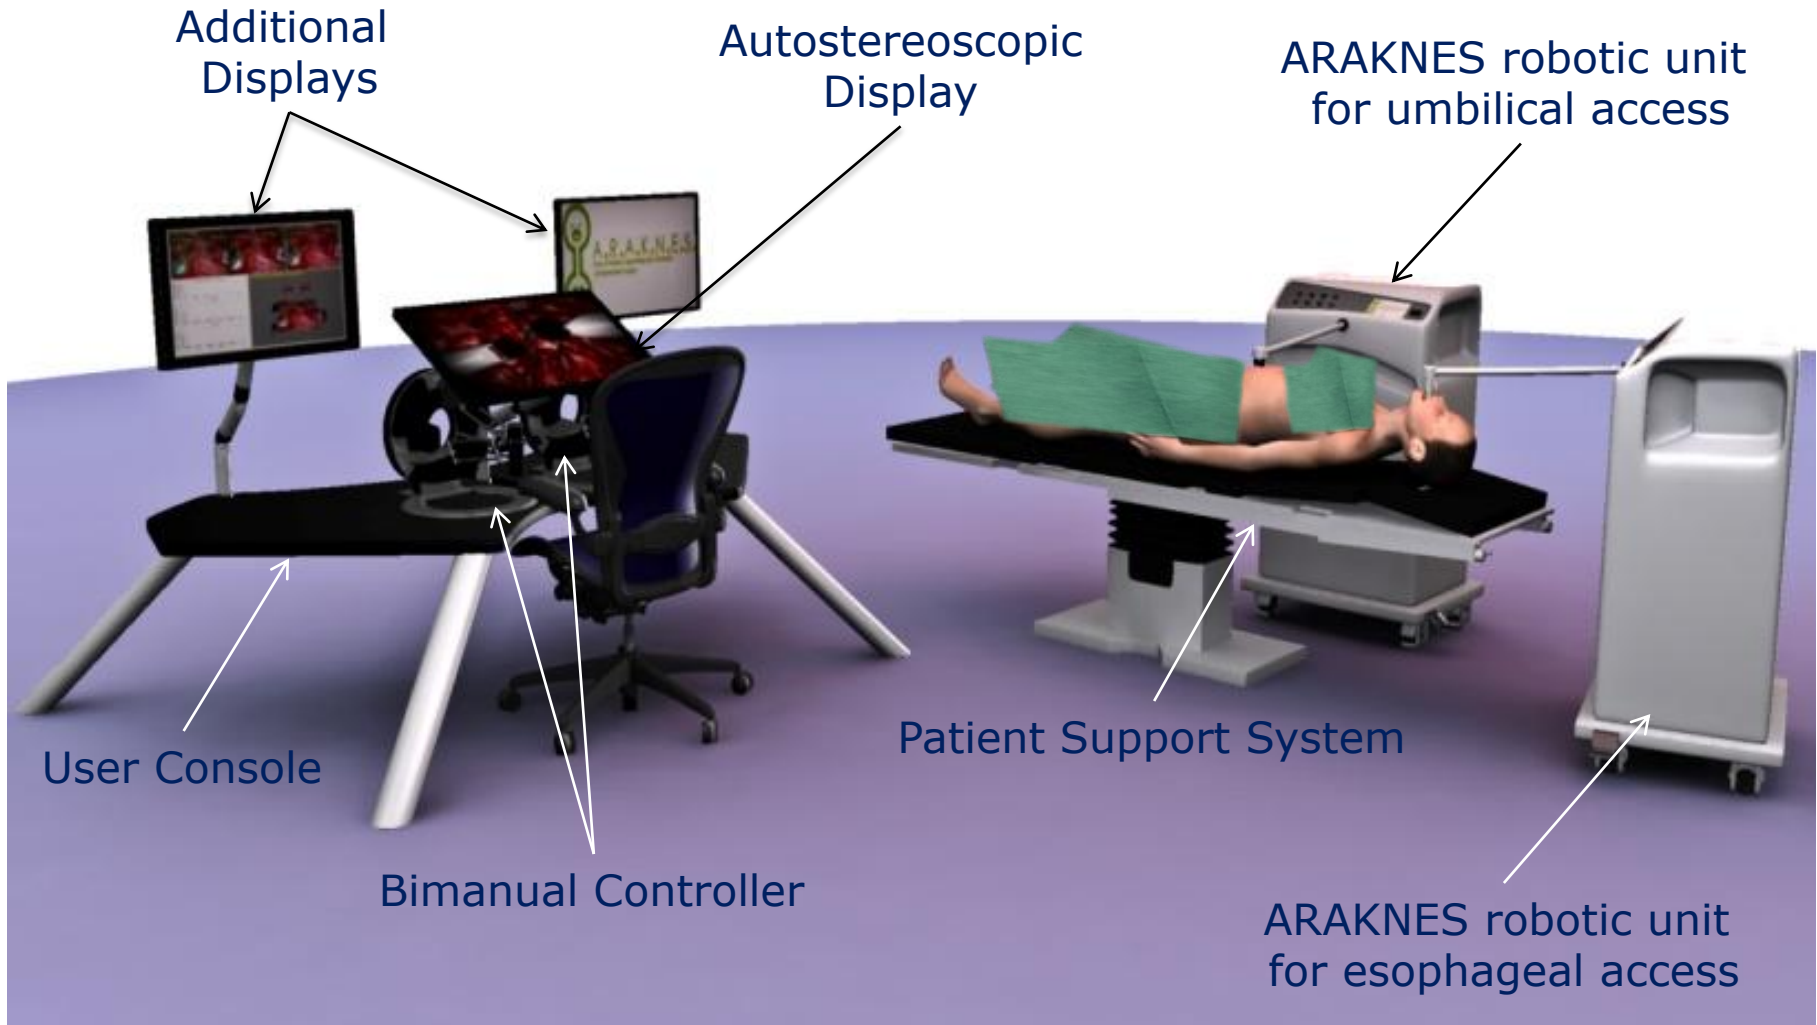 Additional
Displays
Autostereoscopic
Display
ARAKNES robotic unit
for umbilical access
A.R.A.K.N.E.S.
User Console
Patient Support System
Bimanual Controller
ARAKNES robotic unit
for esophageal access